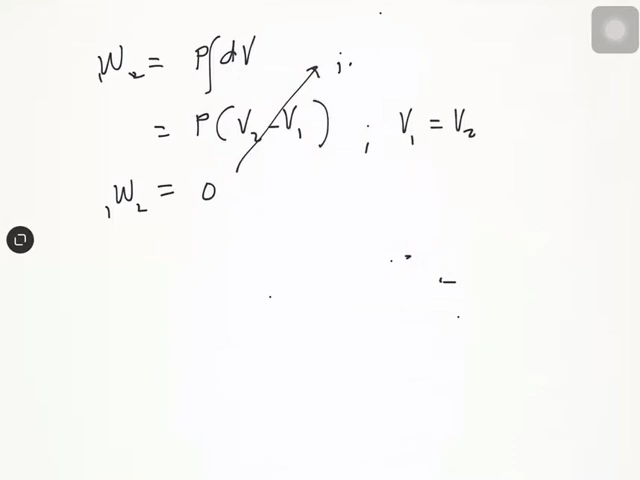 ₁W₂ = P∫dV ;.
= P(V₂ - V₁) ; V₁ = V₂
₁W₂ = 0